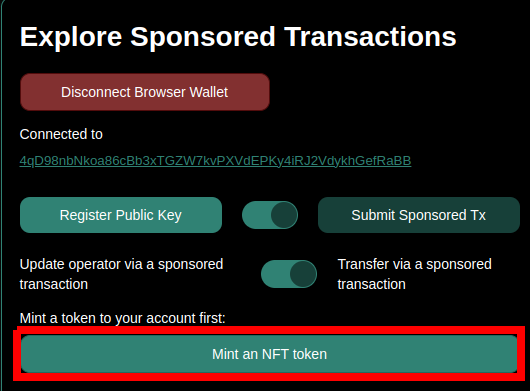 Explore Sponsored Transactions
Disconnect Browser Wallet
Connected to
4qD98nbNkoa86cBb3xTGZW7kvPXVdEPKy4iRJ2VdykhGefRaBB
Register Public Key
Submit Sponsored Tx
Update operator via a sponsored
transaction
Transfer via a sponsored
transaction
Mint a token to your account first:
Mint an NFT token